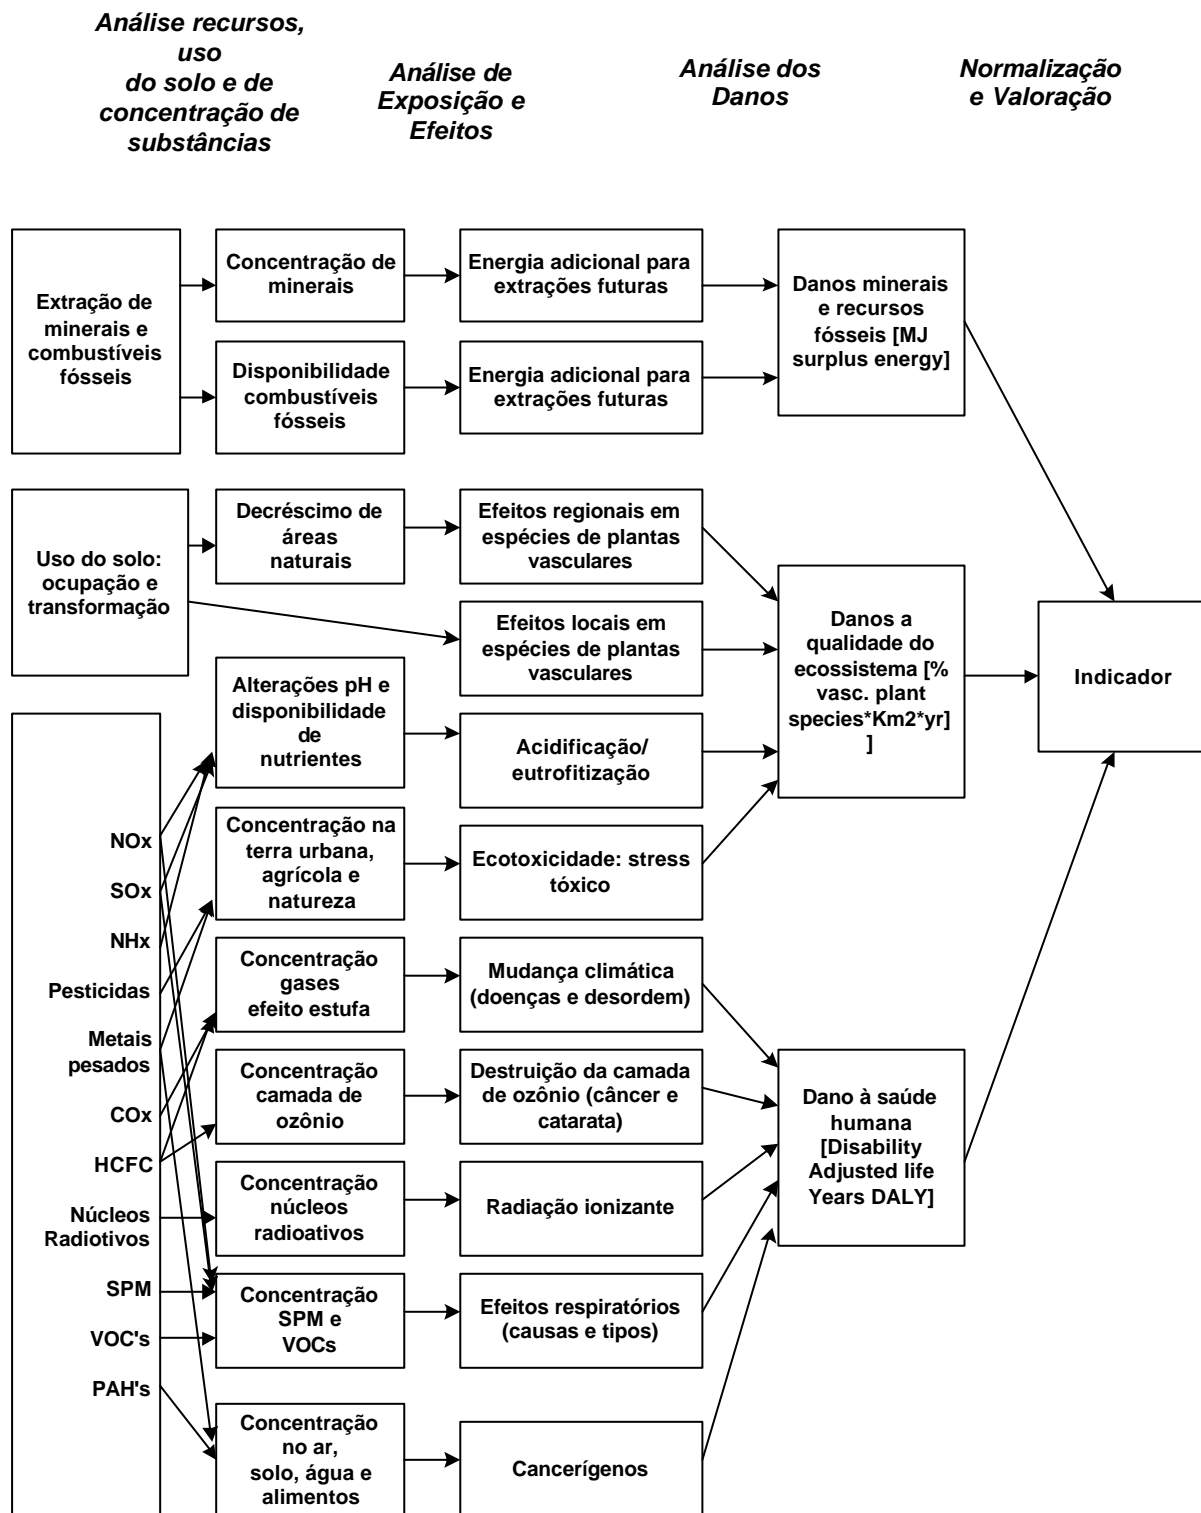 Análise recursos,
uso
do solo e de
concentração de
substâncias
Análise de
Exposição e
Efeitos
Análise dos
Danos
Normalização
e Valoração
Extração de
minerais e
combustíveis
fósseis
Concentração de
minerais
Energia adicional para
extrações futuras
Danos minerais
e recursos
fósseis [MJ
surplus energy]
Disponibilidade
combustíveis
fósseis
Energia adicional para
extrações futuras
Uso do solo:
ocupação e
transformação
Decréscimo de
áreas
naturais
Efeitos regionais em
espécies de plantas
vasculares
Efeitos locais em
espécies de plantas
vasculares
Danos a
qualidade do
ecossistema [%
vasc. plant
species*Km2*yr]
]
Indicador
Alterações pH e
disponibilidade
de
nutrientes
Acidificação/
eutrofitização
NOx
SOx
NHx
Pesticidas
Metais
pesados
COx
HCFC
Núcleos
Radiotivos
SPM
VOC's
PAH's
Concentração na
terra urbana,
agrícola e
natureza
Ecotoxicidade: stress
tóxico
Concentração
gases
efeito estufa
Mudança climática
(doenças e desordem)
Concentração
camada de
ozônio
Destruição da camada
de ozônio (câncer e
catarata)
Dano à saúde
humana
[Disability
Adjusted life
Years DALY]
Concentração
núcleos
radioativos
Radiação ionizante
Concentração
SPM e
VOCs
Efeitos respiratórios
(causas e tipos)
Concentração
no ar,
solo, água e
alimentos
Cancerígenos